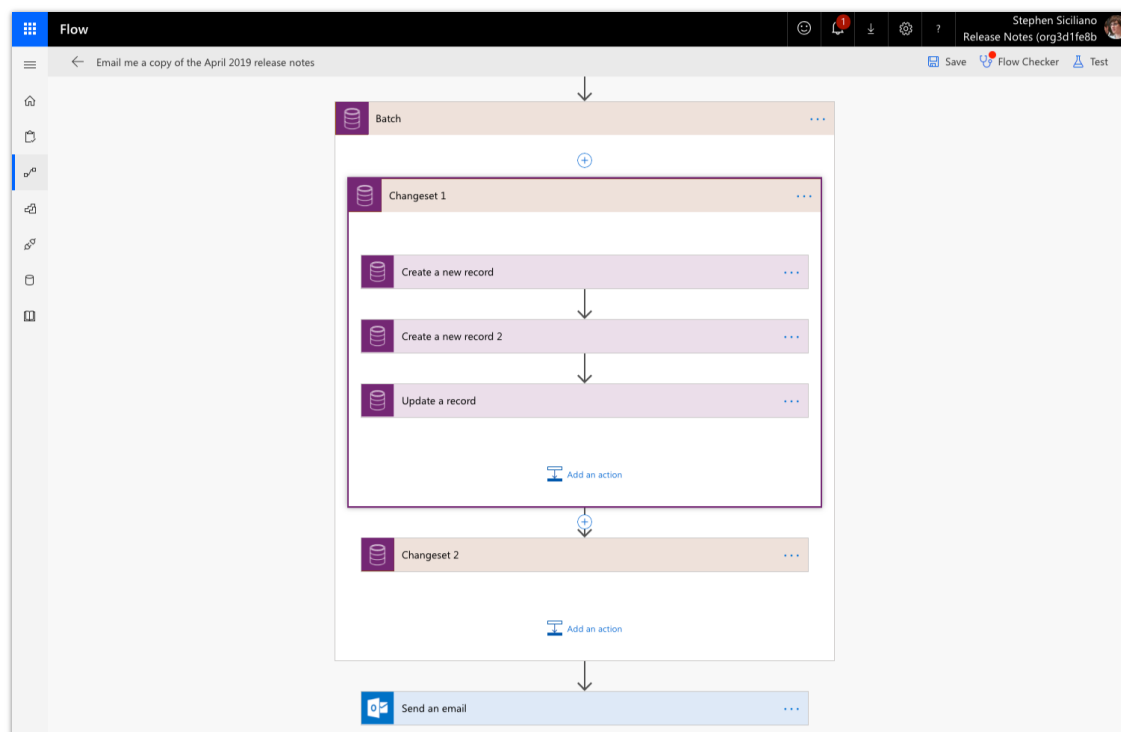 Flow
1
?
Stephen Siciliano
Release Notes (org3d1fe8b
Email me a copy of the April 2019 release notes
Save
Flow Checker
Test
Batch
Changeset 1
Create a new record
Create a new record 2
Update a record
Add an action
Changeset 2
Add an action
Send an email